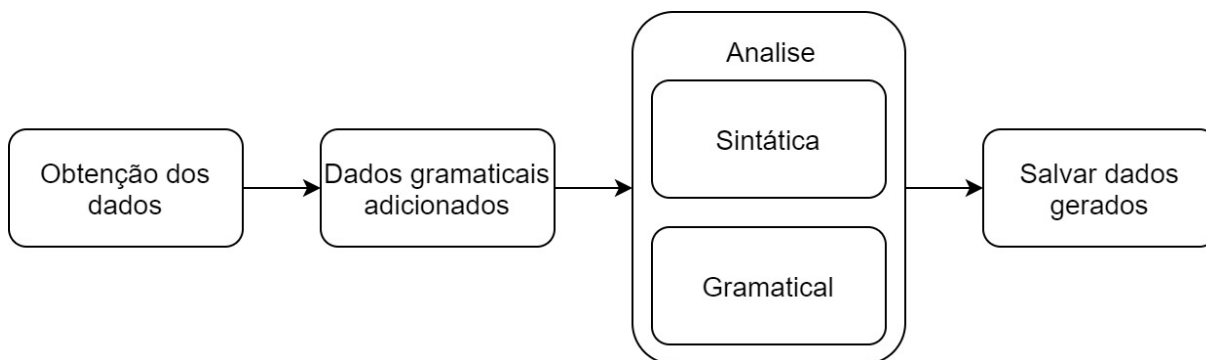 Obtenção dos
dados
Dados gramaticais
adicionados
Analise
Sintática
Gramatical
Salvar dados
gerados